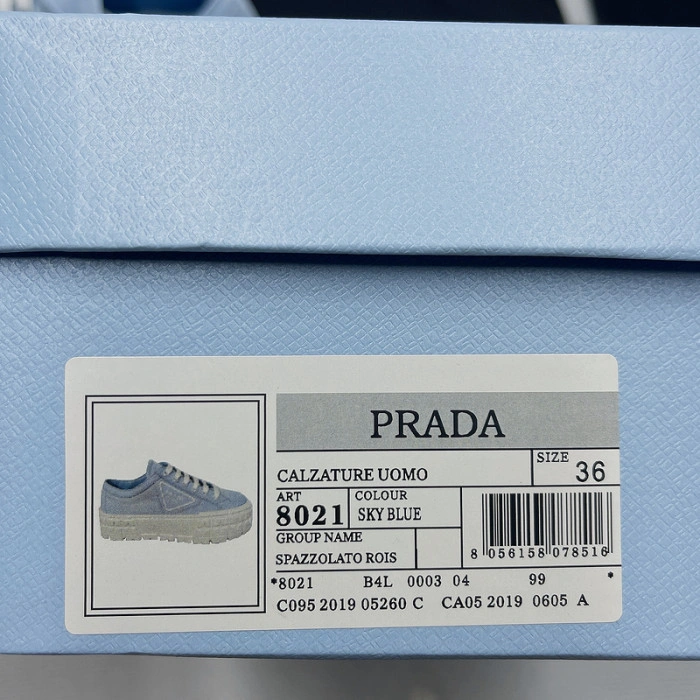 PRADA
CALZATURE UOMO
SIZE 36
ART 8021
COLOUR SKY BLUE
GROUP NAME
SPAZZOLATO ROIS
8 056158 078516
*8021 B4L 0003 04 99 *
C095 2019 05260 C CA05 2019 0605 A